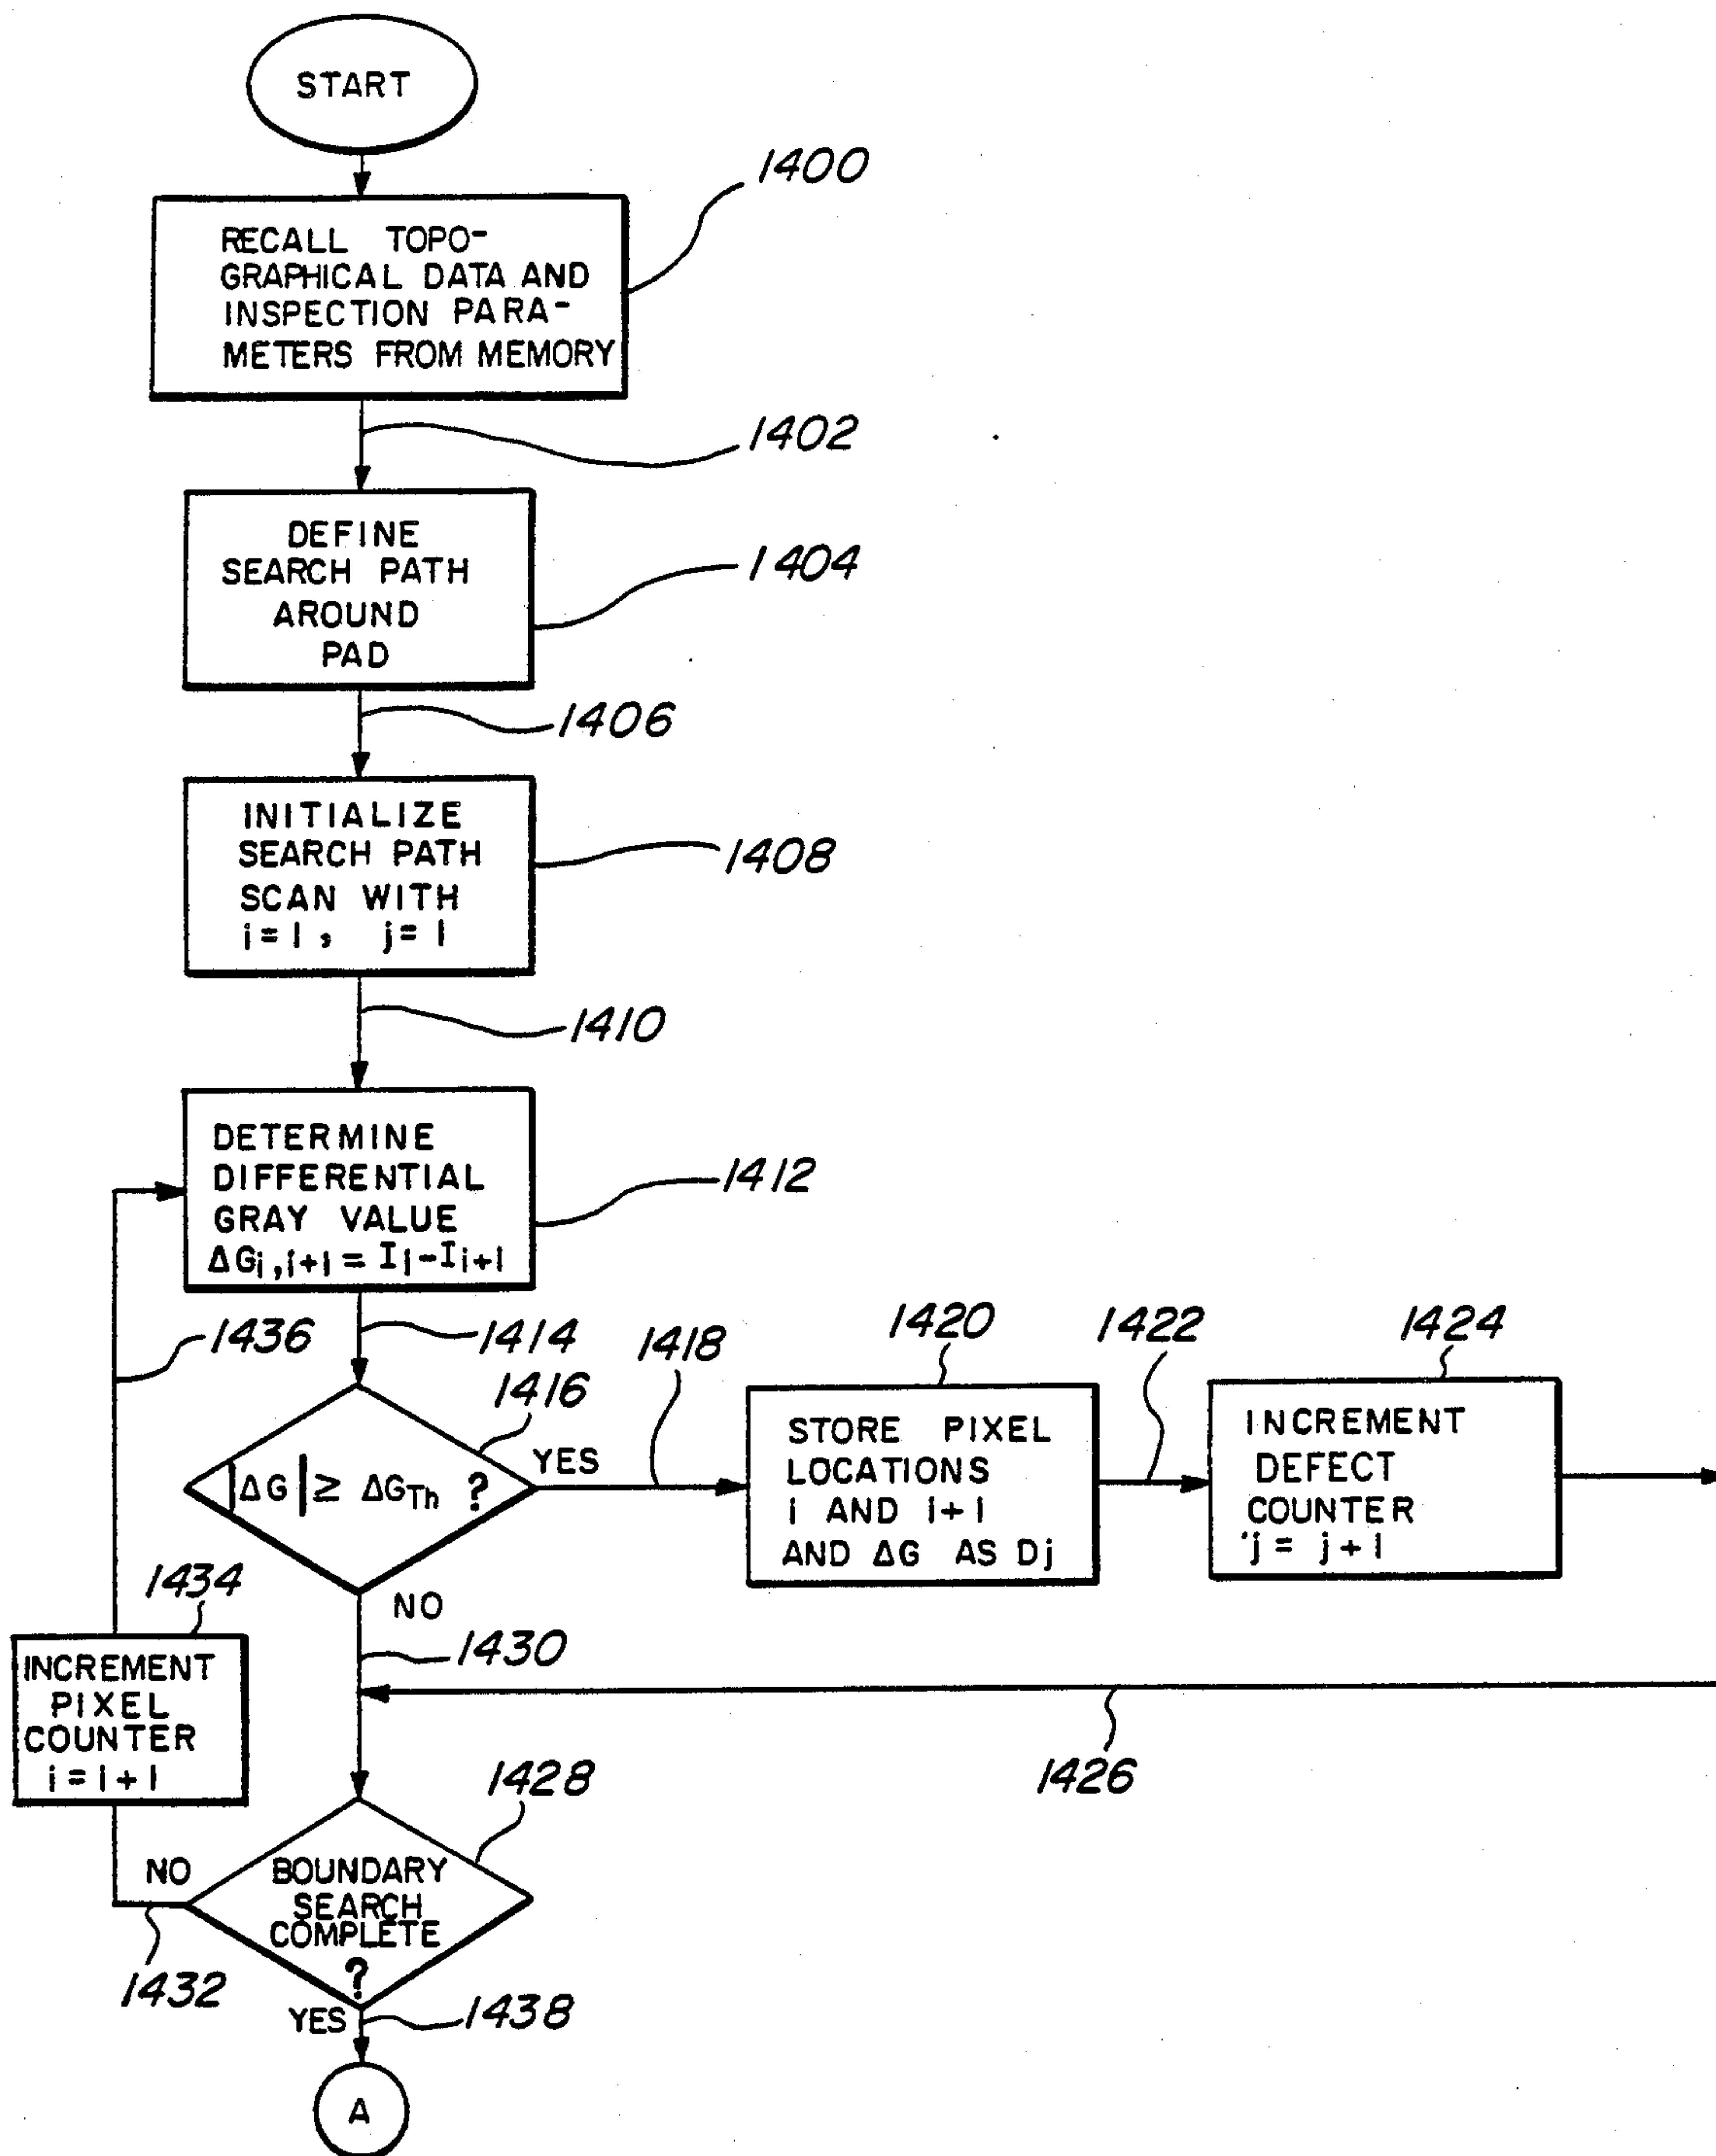 START
1400
RECALL TOPO-
GRAPHICAL DATA AND
INSPECTION PARA-
METERS FROM MEMORY
1402
DEFINE
SEARCH PATH
AROUND
PAD
1404
1406
INITIALIZE
SEARCH PATH
SCAN WITH
i = 1 , j = 1
1408
1410
DETERMINE
DIFFERENTIAL
GRAY VALUE
ΔGi,i+1 = Ii-Ii+1
1412
1436
1414
1416
|ΔG| ≥ ΔGTh ?
YES
1418
1420
STORE PIXEL
LOCATIONS
i AND i+1
AND ΔG AS Dj
1422
1424
INCREMENT
DEFECT
COUNTER
j = j + 1
NO
1430
1434
INCREMENT
PIXEL
COUNTER
i = i + 1
1426
1428
NO
BOUNDARY
SEARCH
COMPLETE
?
1432
YES
1438
A